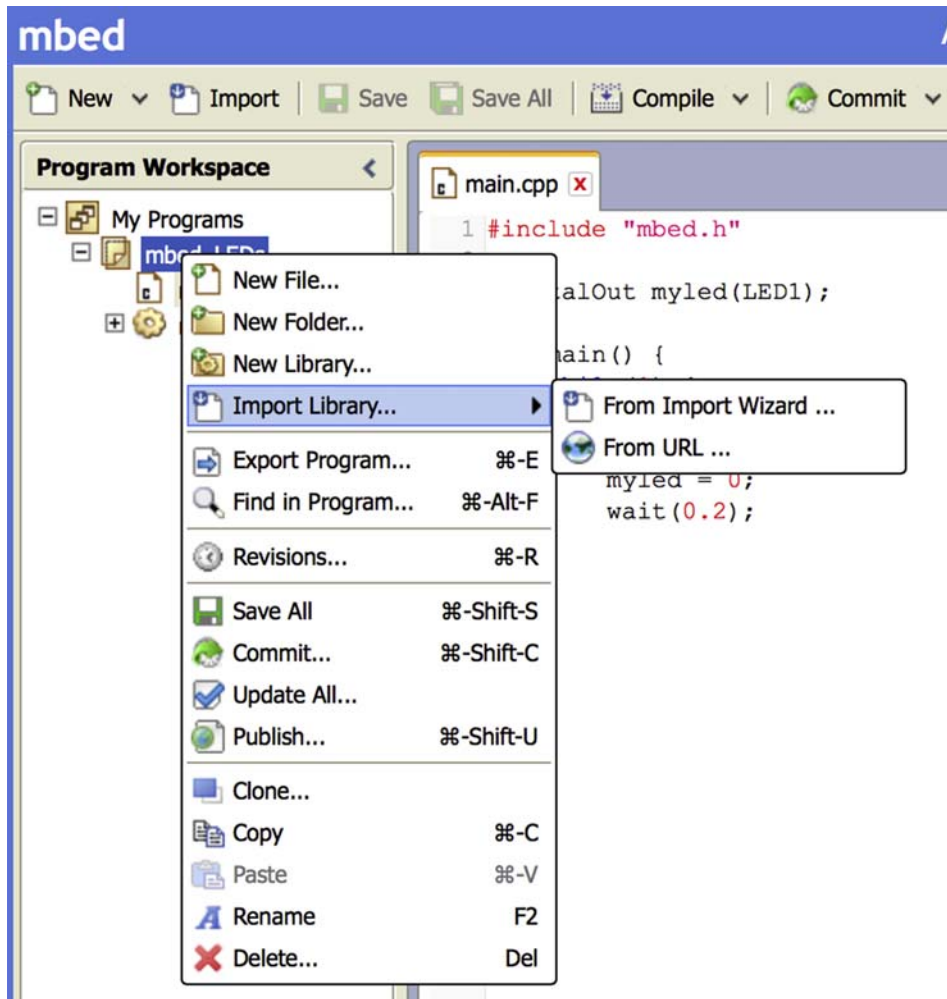 mbed
New Import Save Save All Compile Commit
Program Workspace
main.cpp
My Programs
mbed_LEDs
1 #include "mbed.h"
alOut myled(LED1);
ain() {
myled = 0;
wait(0.2);
New File...
New Folder...
New Library...
Import Library...
From Import Wizard ...
From URL ...
Export Program... ⌘-E
Find in Program... ⌘-Alt-F
Revisions... ⌘-R
Save All ⌘-Shift-S
Commit... ⌘-Shift-C
Update All...
Publish... ⌘-Shift-U
Clone...
Copy ⌘-C
Paste ⌘-V
Rename F2
Delete... Del